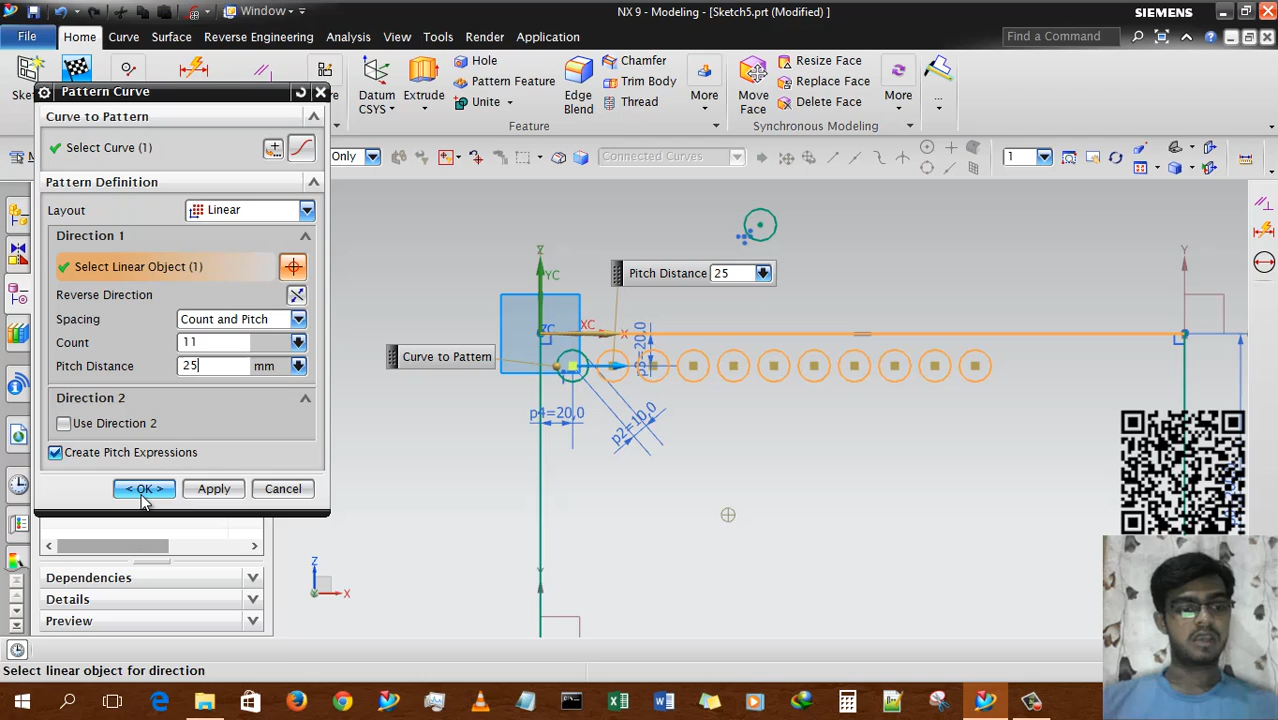 Window
NX 9 - Modeling - [Sketch5.prt (Modified) ]
SIEMENS
File Home Curve Surface Reverse Engineering Analysis View Tools Render Application
Find a Command
Hole
Pattern Feature
Unite
Datum
CSYS
Extrude
Edge
Blend
Chamfer
Trim Body
Thread
More
Move
Face
Resize Face
Replace Face
Delete Face
More
...
Feature
Synchronous Modeling
Only
Connected Curves
1
Pattern Curve
Curve to Pattern
Select Curve (1)
Pattern Definition
Layout Linear
Direction 1
Select Linear Object (1)
Reverse Direction
Spacing Count and Pitch
Count 11
Pitch Distance 25 mm
Direction 2
Use Direction 2
Create Pitch Expressions
< OK > Apply Cancel
Dependencies
Details
Preview
Pitch Distance 25
Curve to Pattern
Z
YC
XC
X
ZC
Y
p3=20,0
p4=20,0
p2=10,0
Y
Z
X
Select linear object for direction